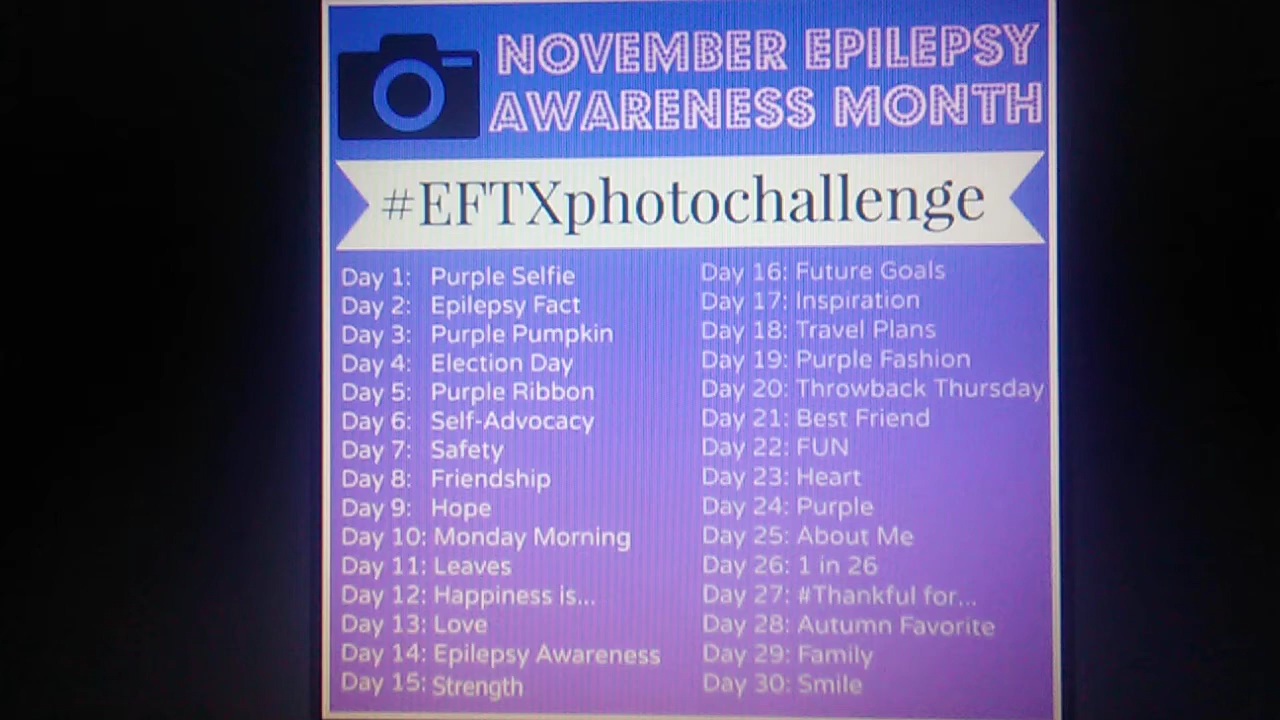 NOVEMBER EPILEPSY
AWARENESS MONTH
#EFTXphotochallenge
Day 1: Purple Selfie
Day 2: Epilepsy Fact
Day 3: Purple Pumpkin
Day 4: Election Day
Day 5: Purple Ribbon
Day 6: Self-Advocacy
Day 7: Safety
Day 8: Friendship
Day 9: Hope
Day 10: Monday Morning
Day 11: Leaves
Day 12: Happiness is...
Day 13: Love
Day 14: Epilepsy Awareness
Day 15: Strength
Day 16: Future Goals
Day 17: Inspiration
Day 18: Travel Plans
Day 19: Purple Fashion
Day 20: Throwback Thursday
Day 21: Best Friend
Day 22: FUN
Day 23: Heart
Day 24: Purple
Day 25: About Me
Day 26: 1 in 26
Day 27: #Thankful for...
Day 28: Autumn Favorite
Day 29: Family
Day 30: Smile